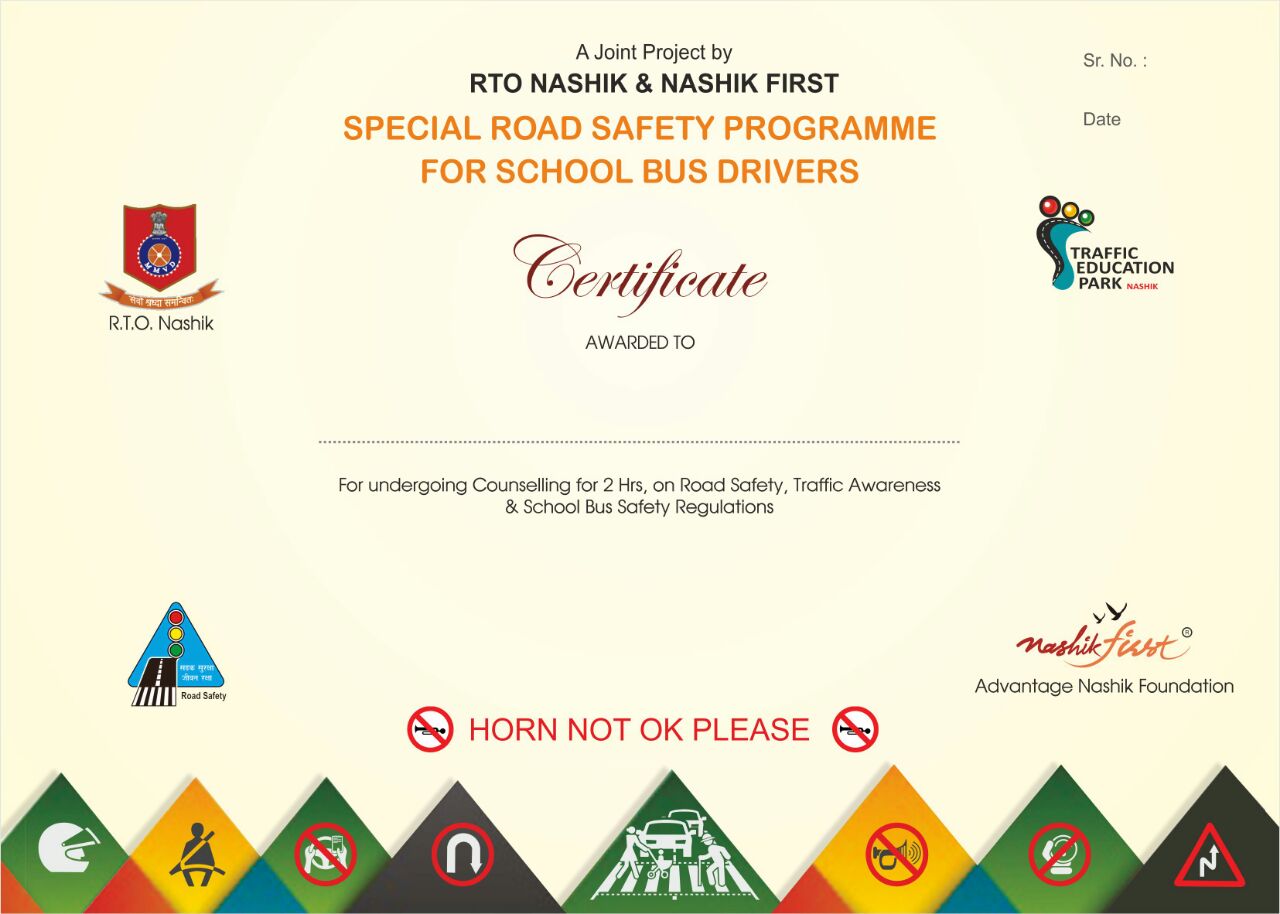 A Joint Project by
RTO NASHIK & NASHIK FIRST
Sr. No. :
SPECIAL ROAD SAFETY PROGRAMME
FOR SCHOOL BUS DRIVERS
Date
MMVD
सर्वो श्रध्दा समन्वितः
R.T.O. Nashik
TRAFFIC
EDUCATION
PARK NASHIK
Certificate
AWARDED TO
For undergoing Counselling for 2 Hrs, on Road Safety, Traffic Awareness
& School Bus Safety Regulations
सडक सुरक्षा
जीवन रक्षा
Road Safety
nashik first ®
Advantage Nashik Foundation
HORN NOT OK PLEASE